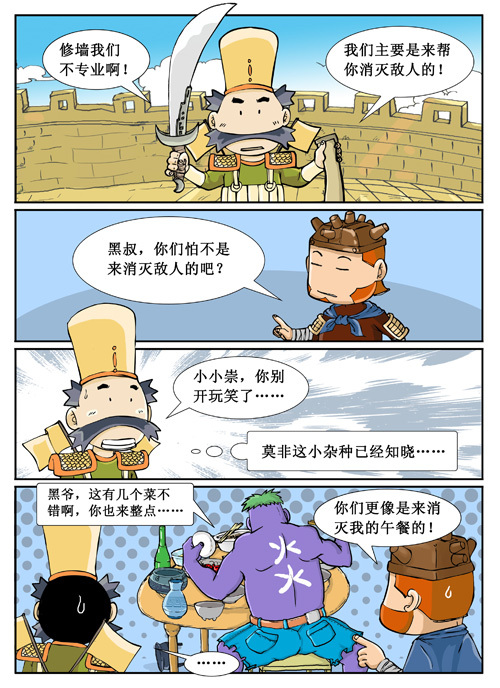 修墙我们
不专业啊！
我们主要是来帮
你消灭敌人的！
黑叔，你们怕不是
来消灭敌人的吧？
小小崇，你别
开玩笑了……
莫非这小杂种已经知晓……
黑爷，这有几个菜不
错啊，你也来整点……
你们更像是来消
灭我的午餐的！
火
水
……